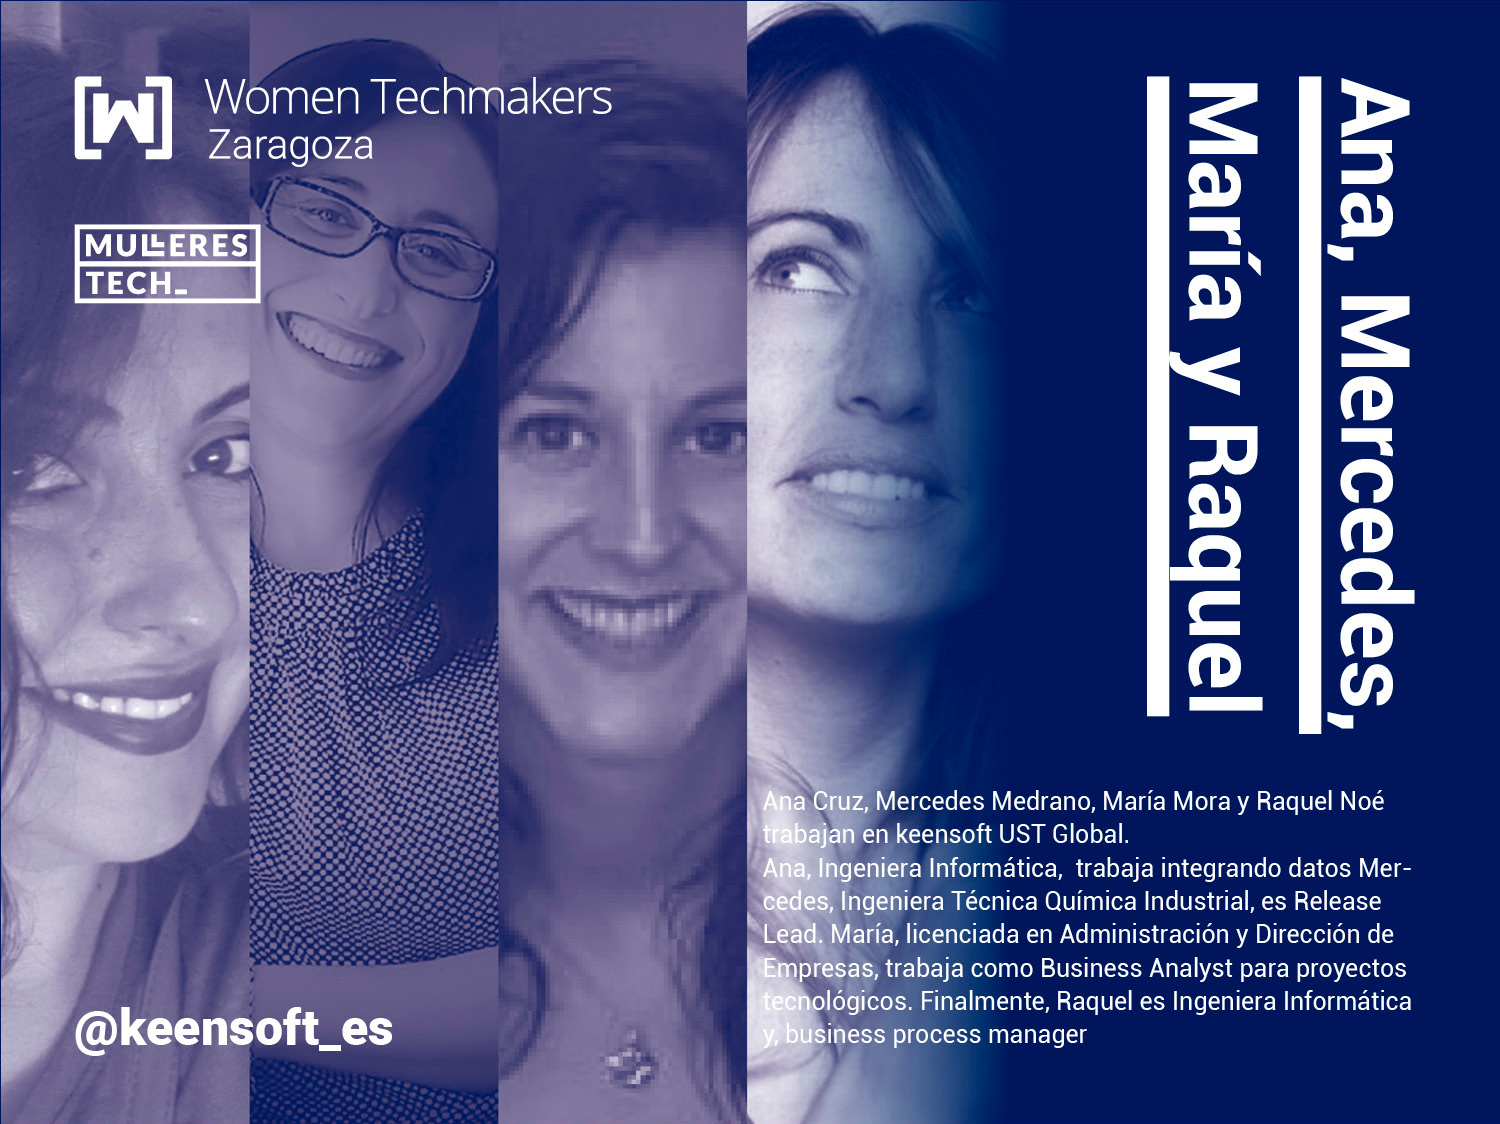 Women Techmakers
Zaragoza
MUJERES
TECH_
Ana, Mercedes,
María y Raquel
Ana Cruz, Mercedes Medrano, María Mora y Raquel Noé
trabajan en keensoft UST Global.
Ana, Ingeniera Informática,  trabaja integrando datos Mer-
cedes, Ingeniera Técnica Química Industrial, es Release
Lead. María, licenciada en Administración y Dirección de
Empresas, trabaja como Business Analyst para proyectos
tecnológicos. Finalmente, Raquel es Ingeniera Informática
y, business process manager
@keensoft_es